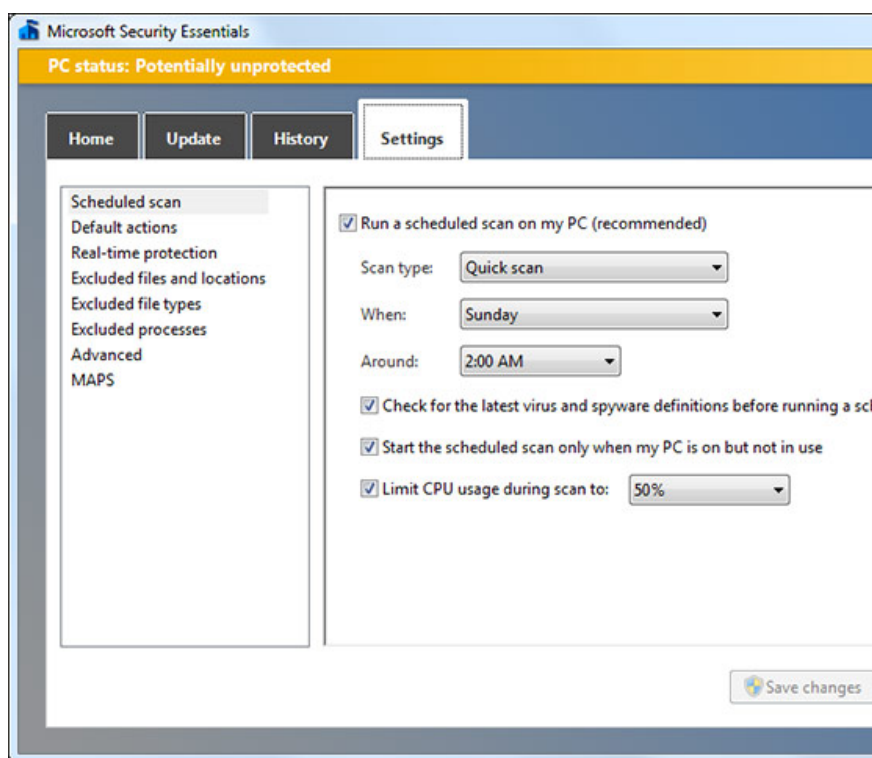 Microsoft Security Essentials
PC status: Potentially unprotected
Home Update History Settings
Scheduled scan
Default actions
Real-time protection
Excluded files and locations
Excluded file types
Excluded processes
Advanced
MAPS
Run a scheduled scan on my PC (recommended)
Scan type: Quick scan
When: Sunday
Around: 2:00 AM
Check for the latest virus and spyware definitions before running a
Start the scheduled scan only when my PC is on but not in use
Limit CPU usage during scan to: 50%
Save changes